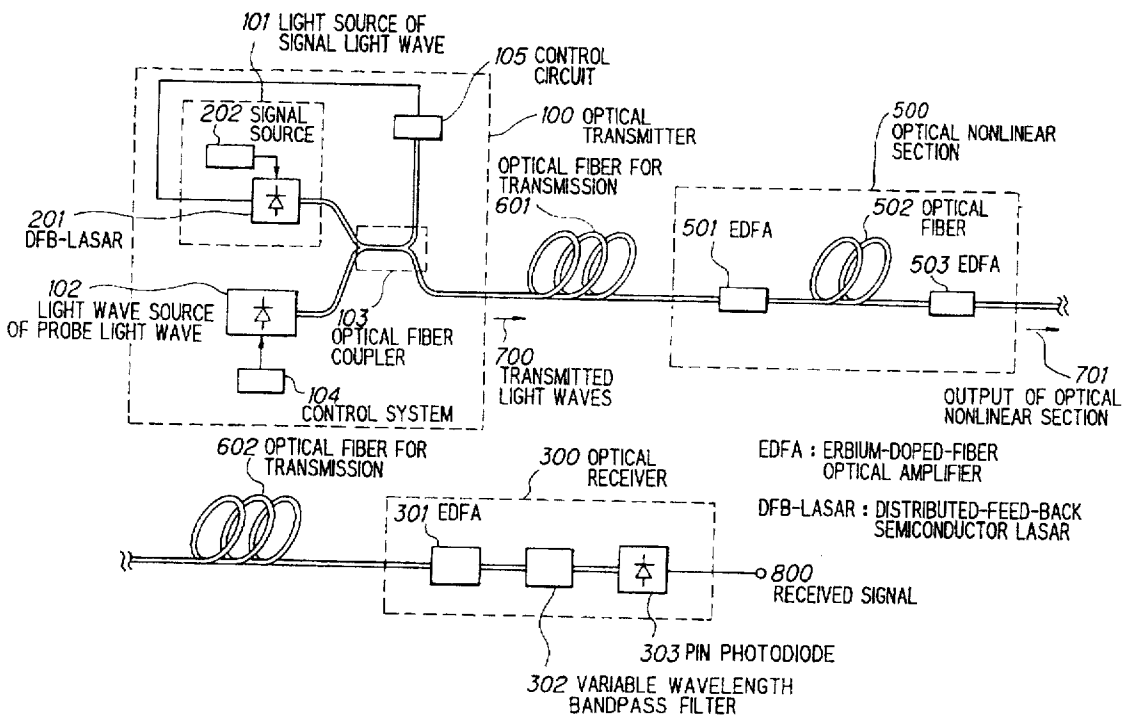 101 LIGHT SOURCE OF
SIGNAL LIGHT WAVE
105 CONTROL
CIRCUIT
202 SIGNAL
SOURCE
100 OPTICAL
TRANSMITTER
500
OPTICAL NONLINEAR
SECTION
OPTICAL FIBER FOR
TRANSMISSION
601
502 OPTICAL
FIBER
501 EDFA
503 EDFA
201
DFB-LASAR
102
LIGHT WAVE SOURCE
OF PROBE LIGHT WAVE
103
OPTICAL FIBER
COUPLER
700
TRANSMITTED
LIGHT WAVES
701
OUTPUT OF OPTICAL
NONLINEAR SECTION
104
CONTROL SYSTEM
602 OPTICAL FIBER FOR
TRANSMISSION
300 OPTICAL
RECEIVER
EDFA : ERBIUM-DOPED-FIBER
OPTICAL AMPLIFIER
DFB-LASAR : DISTRIBUTED-FEED-BACK
SEMICONDUCTOR LASAR
301 EDFA
800
RECEIVED SIGNAL
303 PIN PHOTODIODE
302 VARIABLE WAVELENGTH
BANDPASS FILTER